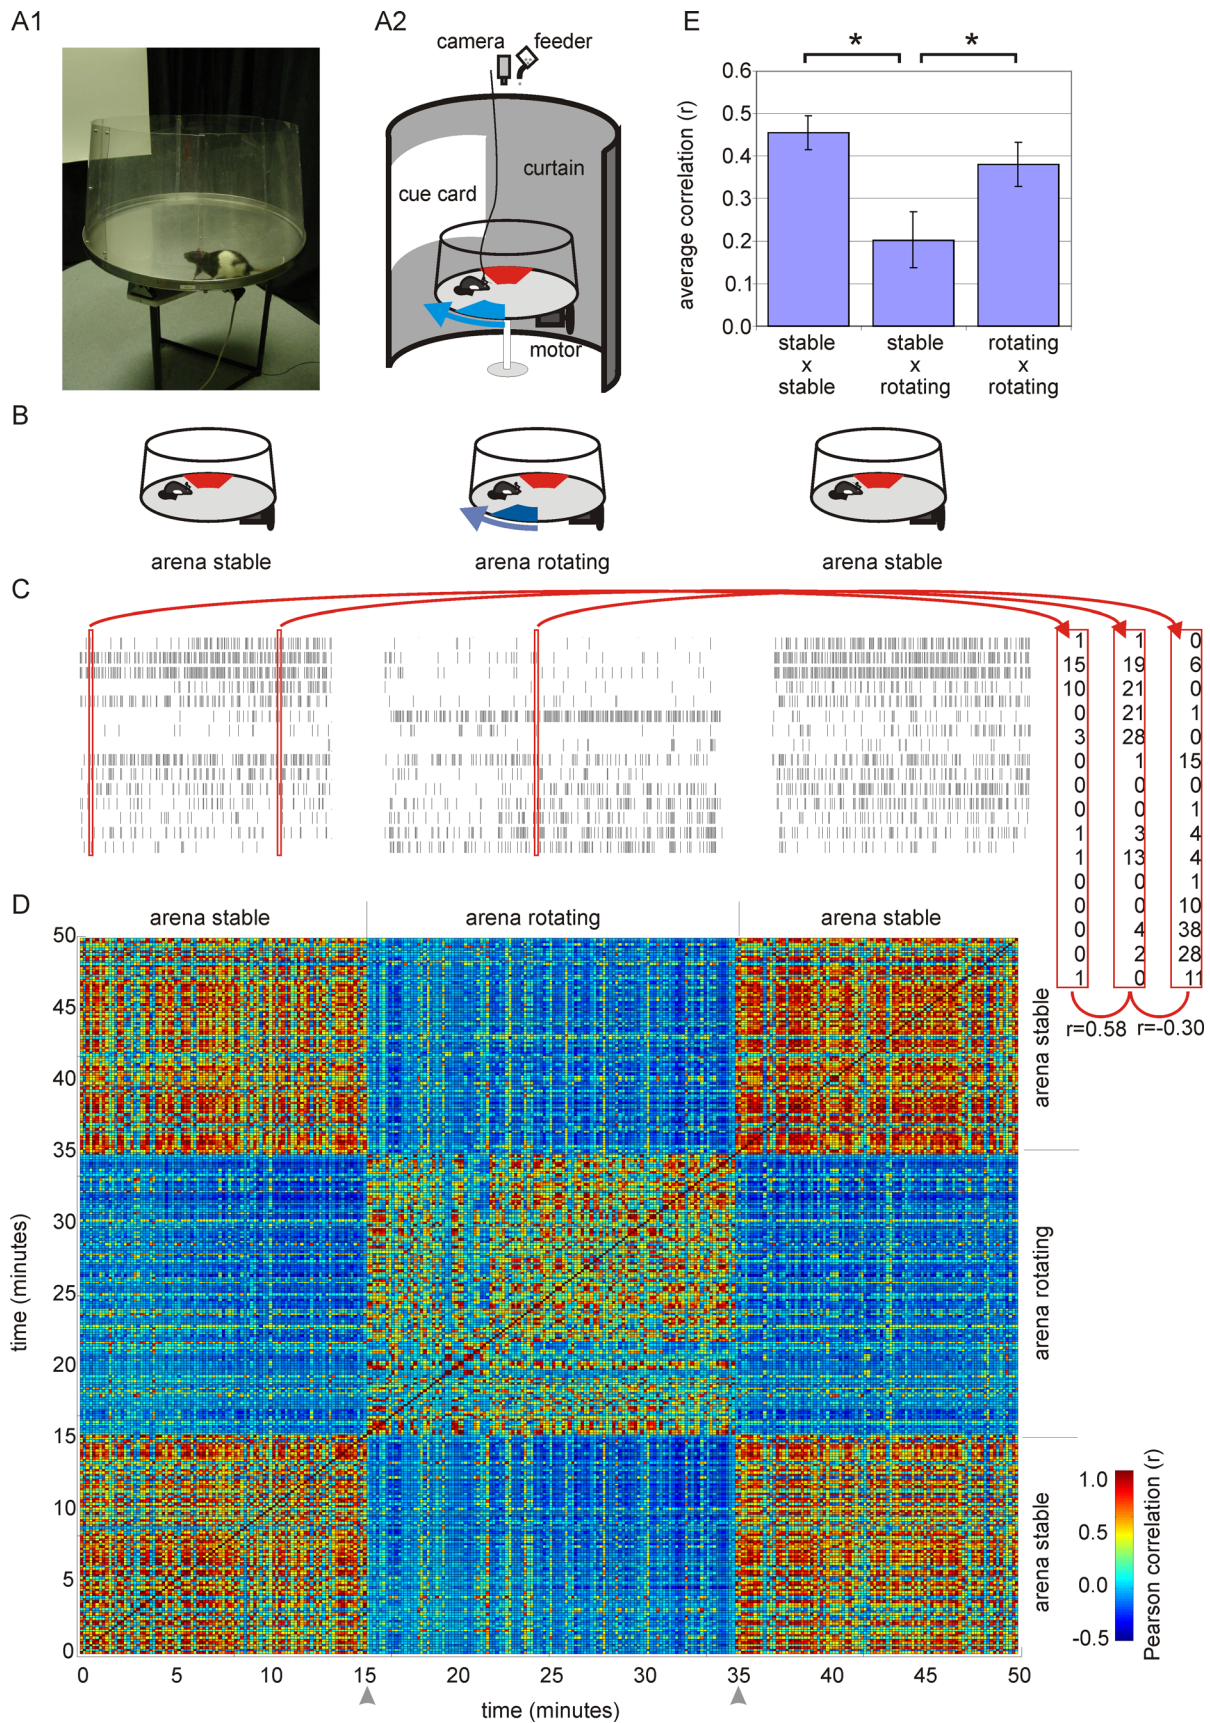 A1
A2
camera
feeder
curtain
cue card
motor
E
*
*
average correlation (r)
0.6
0.5
0.4
0.3
0.2
0.1
0.0
stable
x
stable
stable
x
rotating
rotating
x
rotating
B
arena stable
arena rotating
arena stable
C
1 1 0
15 19 6
10 21 0
0 21 1
3 28 0
0 1 15
0 0 0
0 0 1
1 3 4
1 13 4
0 0 1
0 0 10
0 4 38
0 2 28
1 0 11
r=0.58
r=-0.30
D
arena stable
arena rotating
arena stable
50
45
40
35
30
25
20
15
10
5
0
time (minutes)
arena stable
arena rotating
arena stable
1.0
0.5
0.0
-0.5
Pearson correlation (r)
0 5 10 15 20 25 30 35 40 45 50
time (minutes)